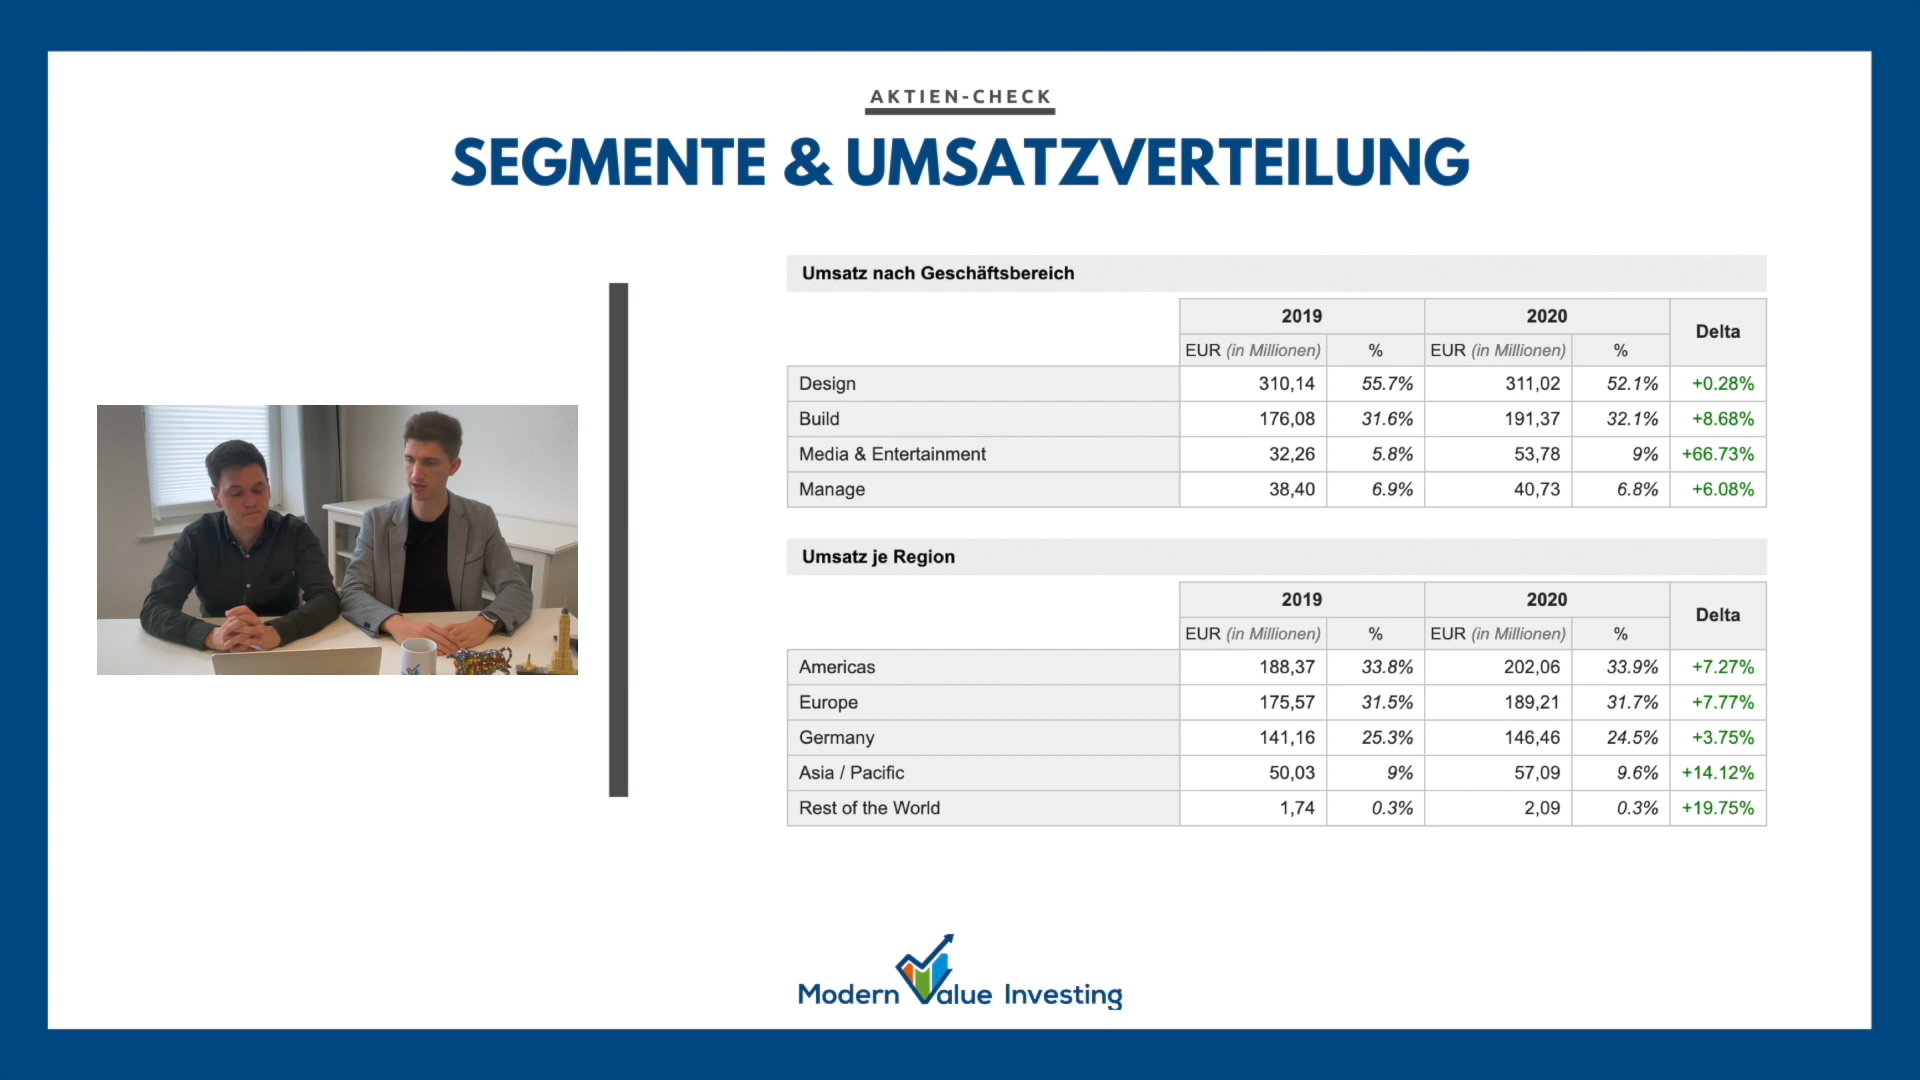 AKTIEN-CHECK
SEGMENTE & UMSATZVERTEILUNG
Umsatz nach Geschäftsbereich
2019 2020 Delta
EUR (in Millionen) % EUR (in Millionen) %
Design 310,14 55.7% 311,02 52.1% +0.28%
Build 176,08 31.6% 191,37 32.1% +8.68%
Media & Entertainment 32,26 5.8% 53,78 9% +66.73%
Manage 38,40 6.9% 40,73 6.8% +6.08%
Umsatz je Region
2019 2020 Delta
EUR (in Millionen) % EUR (in Millionen) %
Americas 188,37 33.8% 202,06 33.9% +7.27%
Europe 175,57 31.5% 189,21 31.7% +7.77%
Germany 141,16 25.3% 146,46 24.5% +3.75%
Asia / Pacific 50,03 9% 57,09 9.6% +14.12%
Rest of the World 1,74 0.3% 2,09 0.3% +19.75%
Modern Value Investing